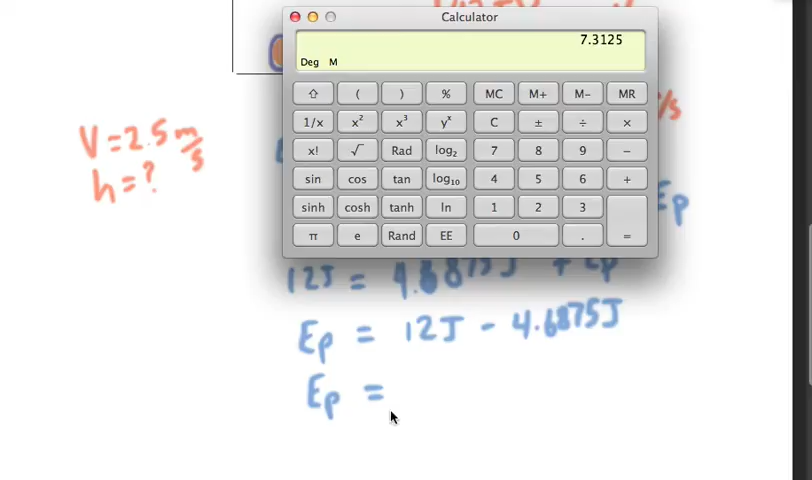 Calculator
7.3125
Deg M
⇧ ( ) % MC M+ M− MR
1/x x² x³ yˣ C ± ÷ ×
x! √ Rad log₂ 7 8 9 −
sin cos tan log₁₀ 4 5 6 +
sinh cosh tanh ln 1 2 3
π e Rand EE 0 . =
V = 2.5 m/s
h = ?
/s
Ep
12J = 4.6875J + Ep
Ep = 12J - 4.6875J
Ep =